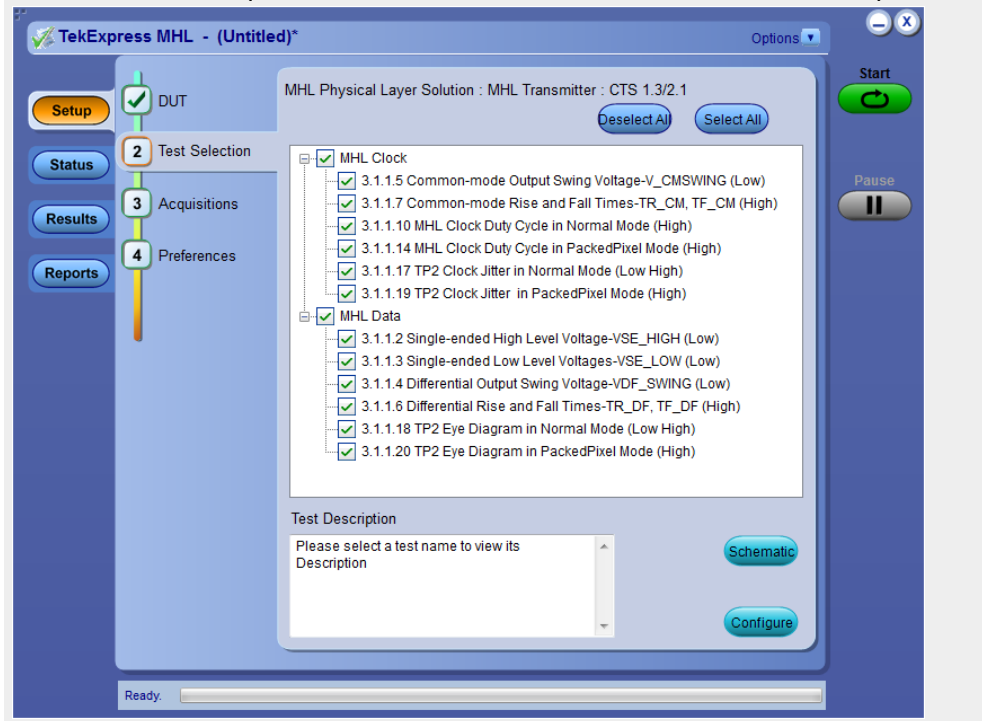 TekExpress MHL - (Untitled)*
Options
Start
Pause
Setup
Status
Results
Reports
DUT
2 Test Selection
3 Acquisitions
4 Preferences
MHL Physical Layer Solution : MHL Transmitter : CTS 1.3/2.1
Deselect All
Select All
MHL Clock
3.1.1.5 Common-mode Output Swing Voltage-V_CMSWING (Low)
3.1.1.7 Common-mode Rise and Fall Times-TR_CM, TF_CM (High)
3.1.1.10 MHL Clock Duty Cycle in Normal Mode (High)
3.1.1.14 MHL Clock Duty Cycle in PackedPixel Mode (High)
3.1.1.17 TP2 Clock Jitter in Normal Mode (Low High)
3.1.1.19 TP2 Clock Jitter in PackedPixel Mode (High)
MHL Data
3.1.1.2 Single-ended High Level Voltage-VSE_HIGH (Low)
3.1.1.3 Single-ended Low Level Voltages-VSE_LOW (Low)
3.1.1.4 Differential Output Swing Voltage-VDF_SWING (Low)
3.1.1.6 Differential Rise and Fall Times-TR_DF, TF_DF (High)
3.1.1.18 TP2 Eye Diagram in Normal Mode (Low High)
3.1.1.20 TP2 Eye Diagram in PackedPixel Mode (High)
Test Description
Please select a test name to view its
Description
Schematic
Configure
Ready.